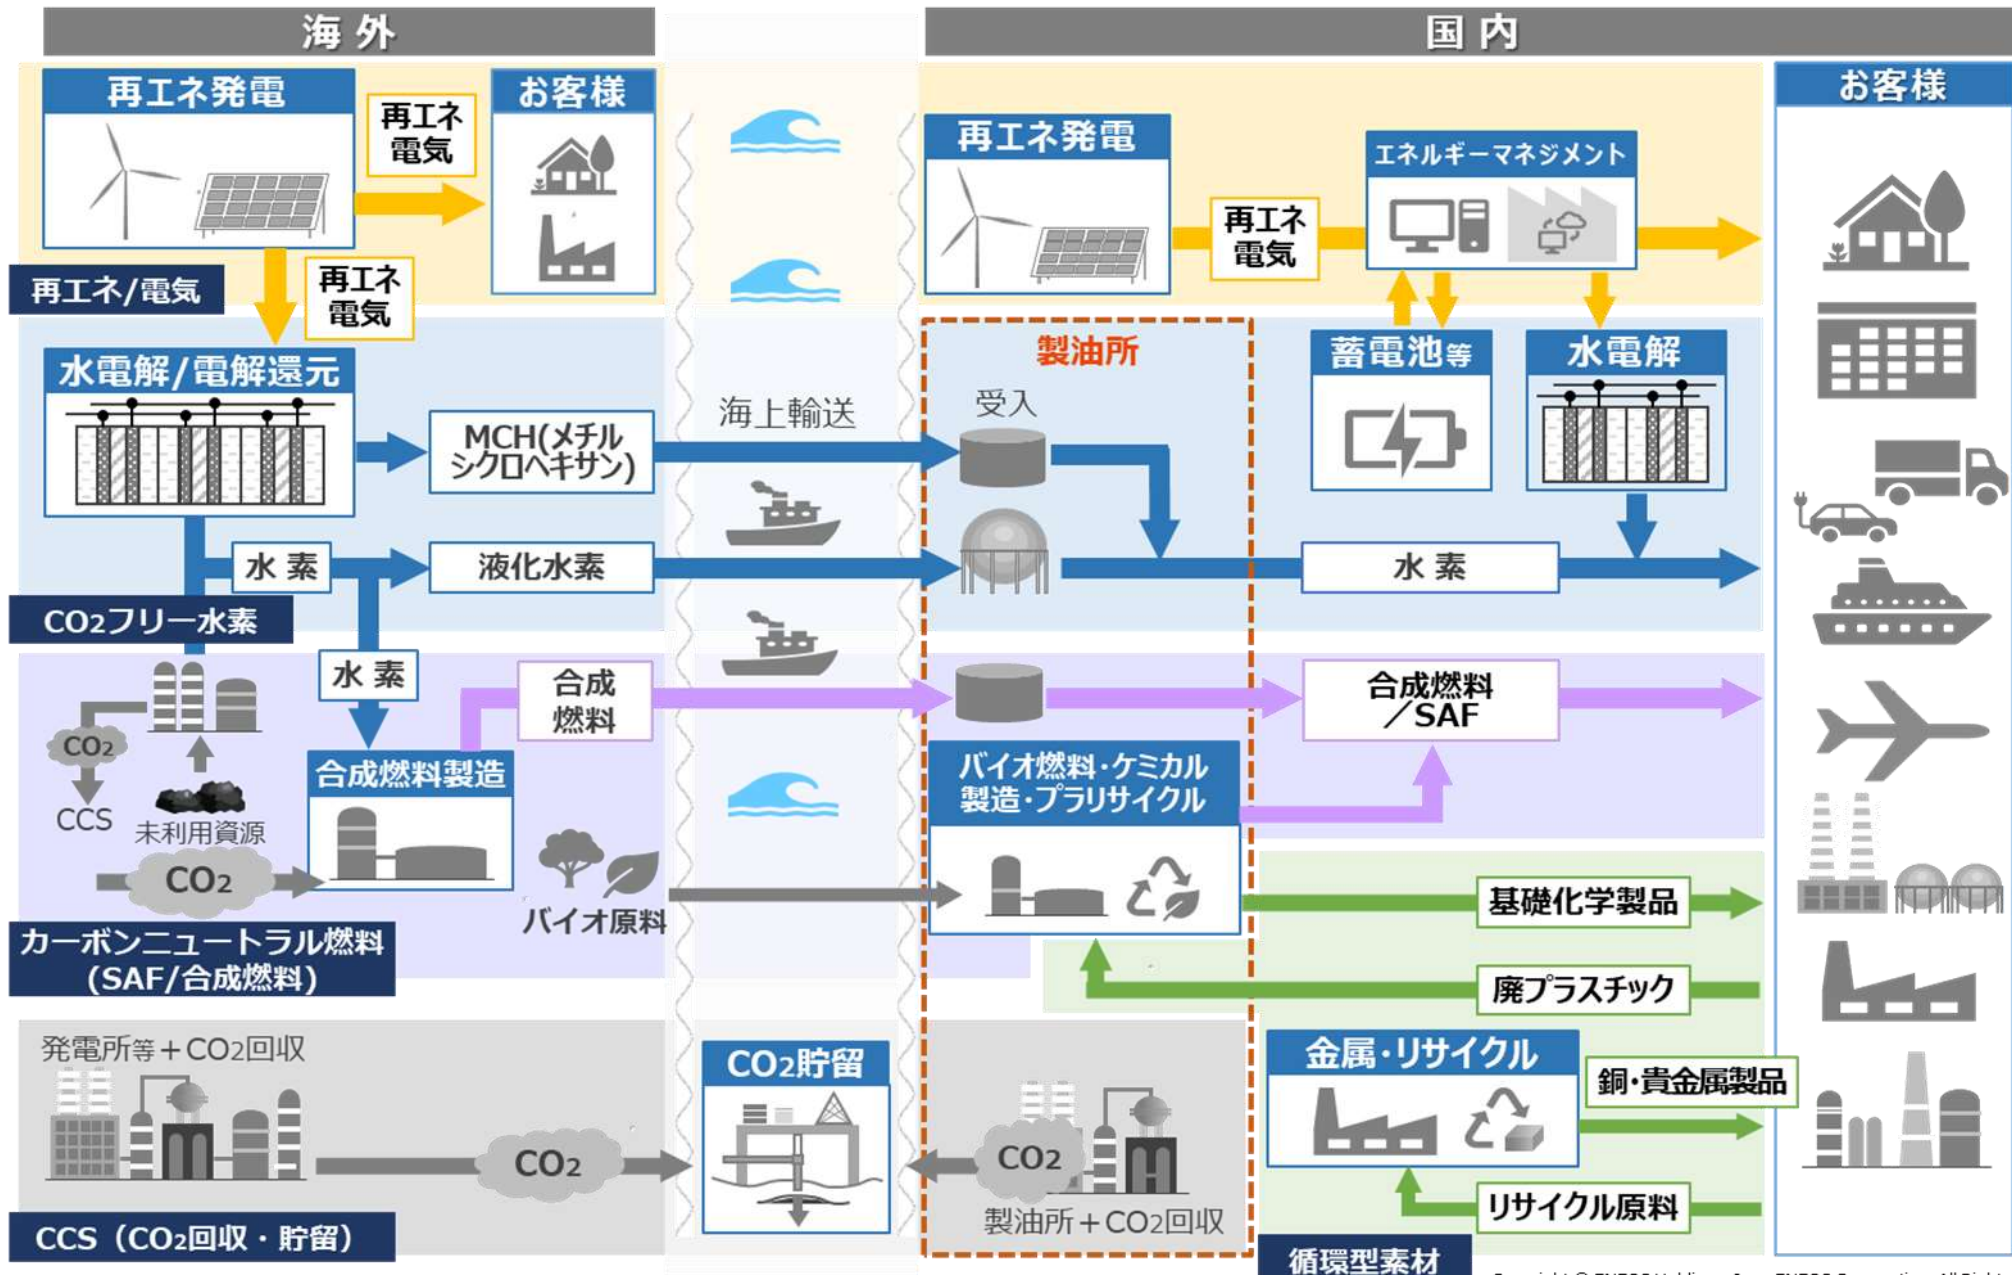 海外
国内
再エネ発電
再エネ
電気
お客様
再エネ/電気
再エネ
電気
再エネ発電
再エネ
電気
エネルギーマネジメント
お客様
水電解/電解還元
MCH(メチル
シクロヘキサン)
海上輸送
製油所
受入
蓄電池等
水電解
水素
液化水素
水素
CO2フリー水素
水素
合成
燃料
合成燃料
／SAF
CO2
CCS
未利用資源
合成燃料製造
CO2
バイオ原料
バイオ燃料・ケミカル
製造・プラリサイクル
基礎化学製品
カーボンニュートラル燃料
(SAF/合成燃料)
廃プラスチック
発電所等＋CO2回収
CO2
CO2貯留
CO2
製油所＋CO2回収
金属・リサイクル
銅・貴金属製品
リサイクル原料
CCS（CO2回収・貯留）
循環型素材